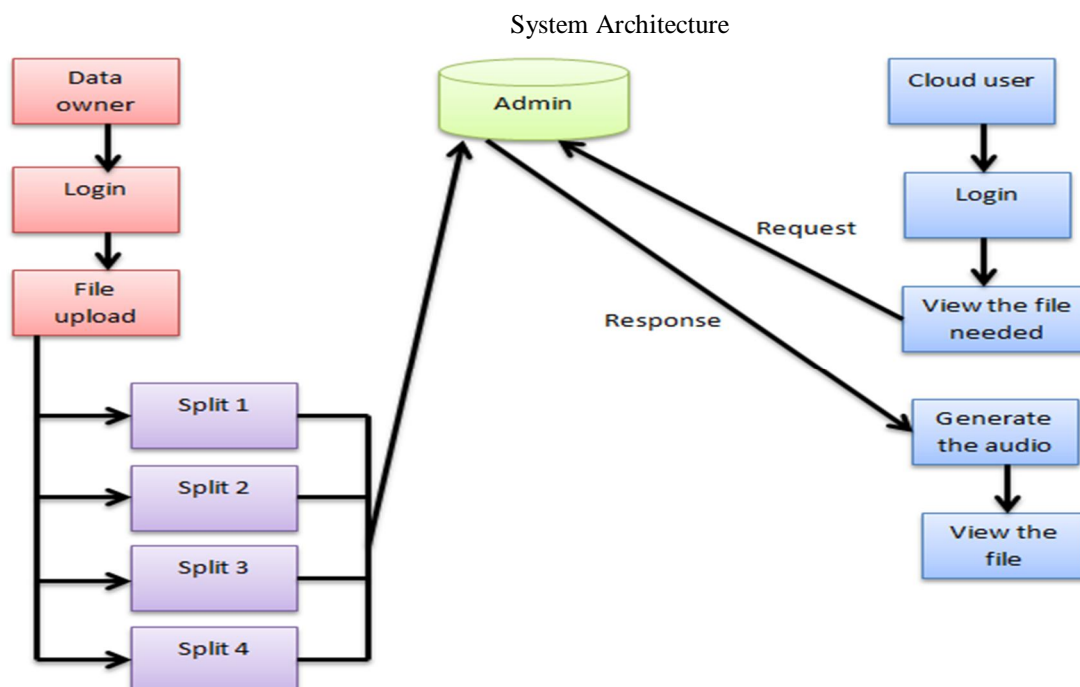 System Architecture
Data
owner
Login
File
upload
Split 1
Split 2
Split 3
Split 4
Admin
Request
Response
Cloud user
Login
View the file
needed
Generate
the audio
View the
file